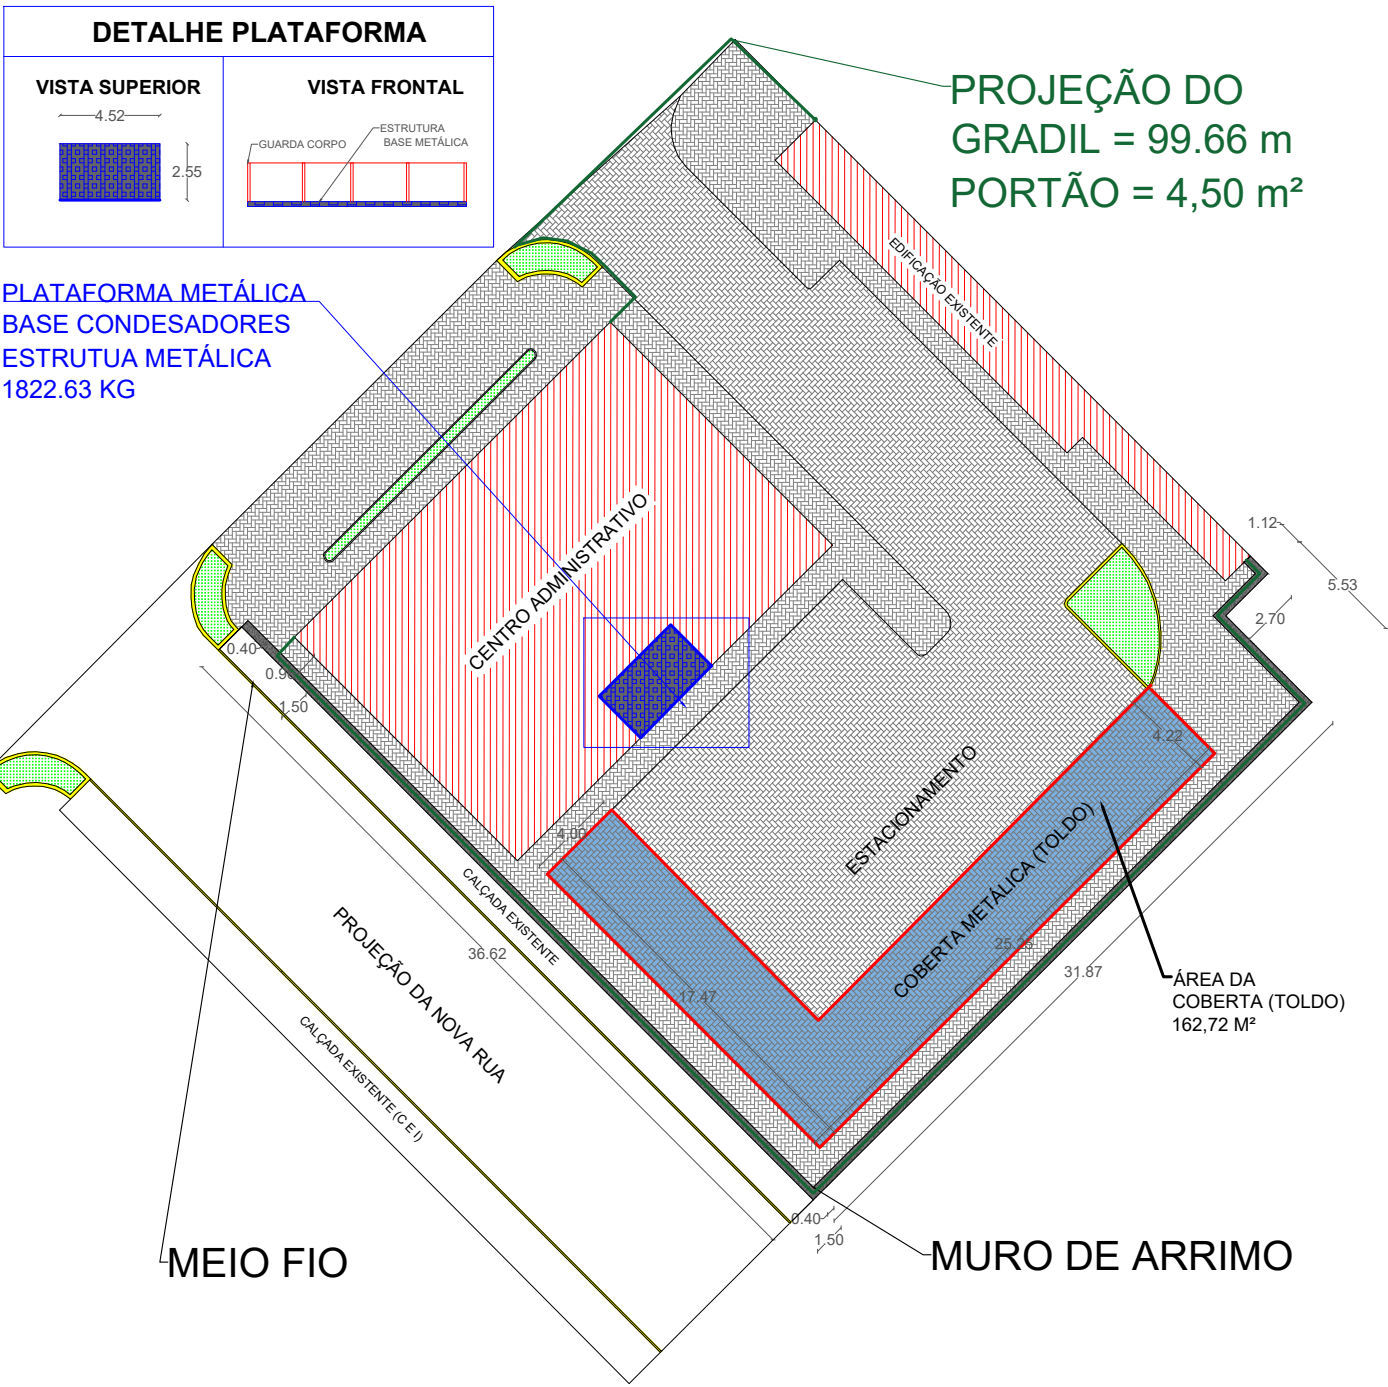 DETALHE PLATAFORMA
VISTA SUPERIOR
4.52
2.55
VISTA FRONTAL
GUARDA CORPO
ESTRUTURA
BASE METÁLICA
PROJEÇÃO DO
GRADIL = 99.66 m
PORTÃO = 4,50 m²
PLATAFORMA METÁLICA
BASE CONDESADORES
ESTRUTUA METÁLICA
1822.63 KG
EDIFICAÇÃO EXISTENTE
CENTRO ADMINISTRATIVO
1.12
5.53
2.70
0.40
1.50
4.22
4.00
ESTACIONAMENTO
COBERTA METÁLICA (TOLDO)
CALÇADA EXISTENTE
36.62
17.47
31.87
PROJEÇÃO DA NOVA RUA
CALÇADA EXISTENTE (C E I)
ÁREA DA
COBERTA (TOLDO)
162,72 M²
0.40
1.50
MEIO FIO
MURO DE ARRIMO